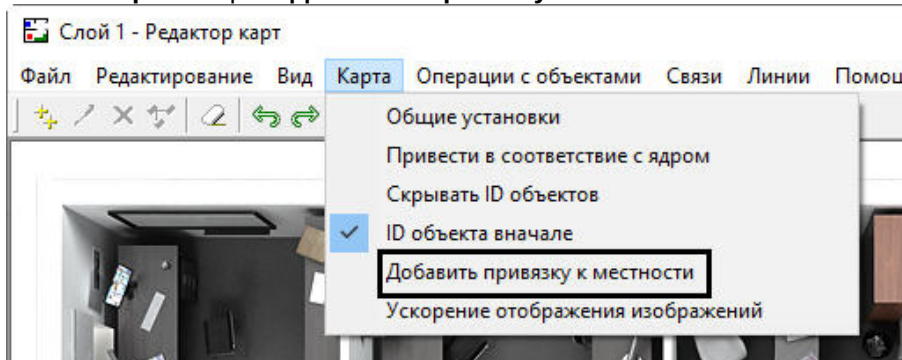 Слой 1 - Редактор карт
Файл Редактирование Вид Карта Операции с объектами Связи Линии Помощ
Общие установки
Привести в соответствие с ядром
Скрывать ID объектов
ID объекта вначале
Добавить привязку к местности
Ускорение отображения изображений